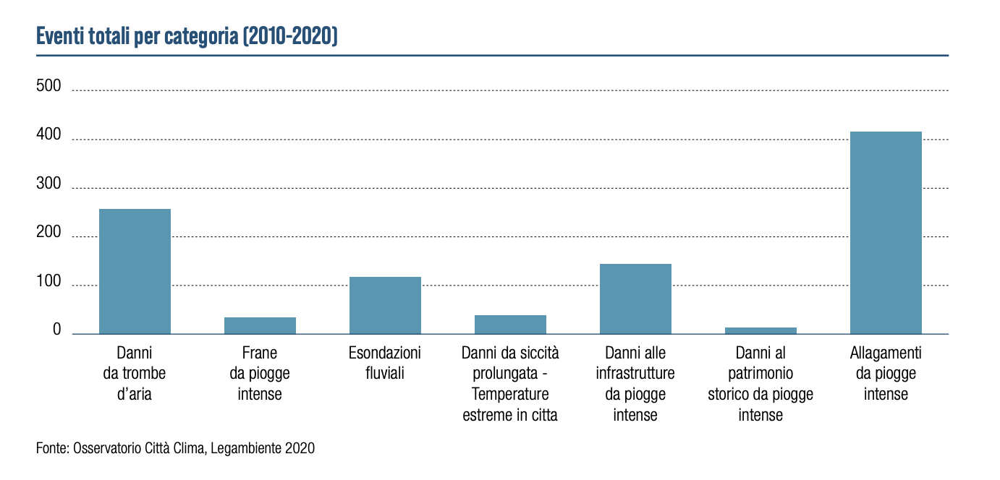 Eventi totali per categoria (2010-2020)
500
400
300
200
100
0
Danni
da trombe
d’aria
Frane
da piogge
intense
Esondazioni
fluviali
Danni da siccità
prolungata -
Temperature
estreme in citta
Danni alle
infrastrutture
da piogge
intense
Danni al
patrimonio
storico da piogge
intense
Allagamenti
da piogge
intense
Fonte: Osservatorio Città Clima, Legambiente 2020